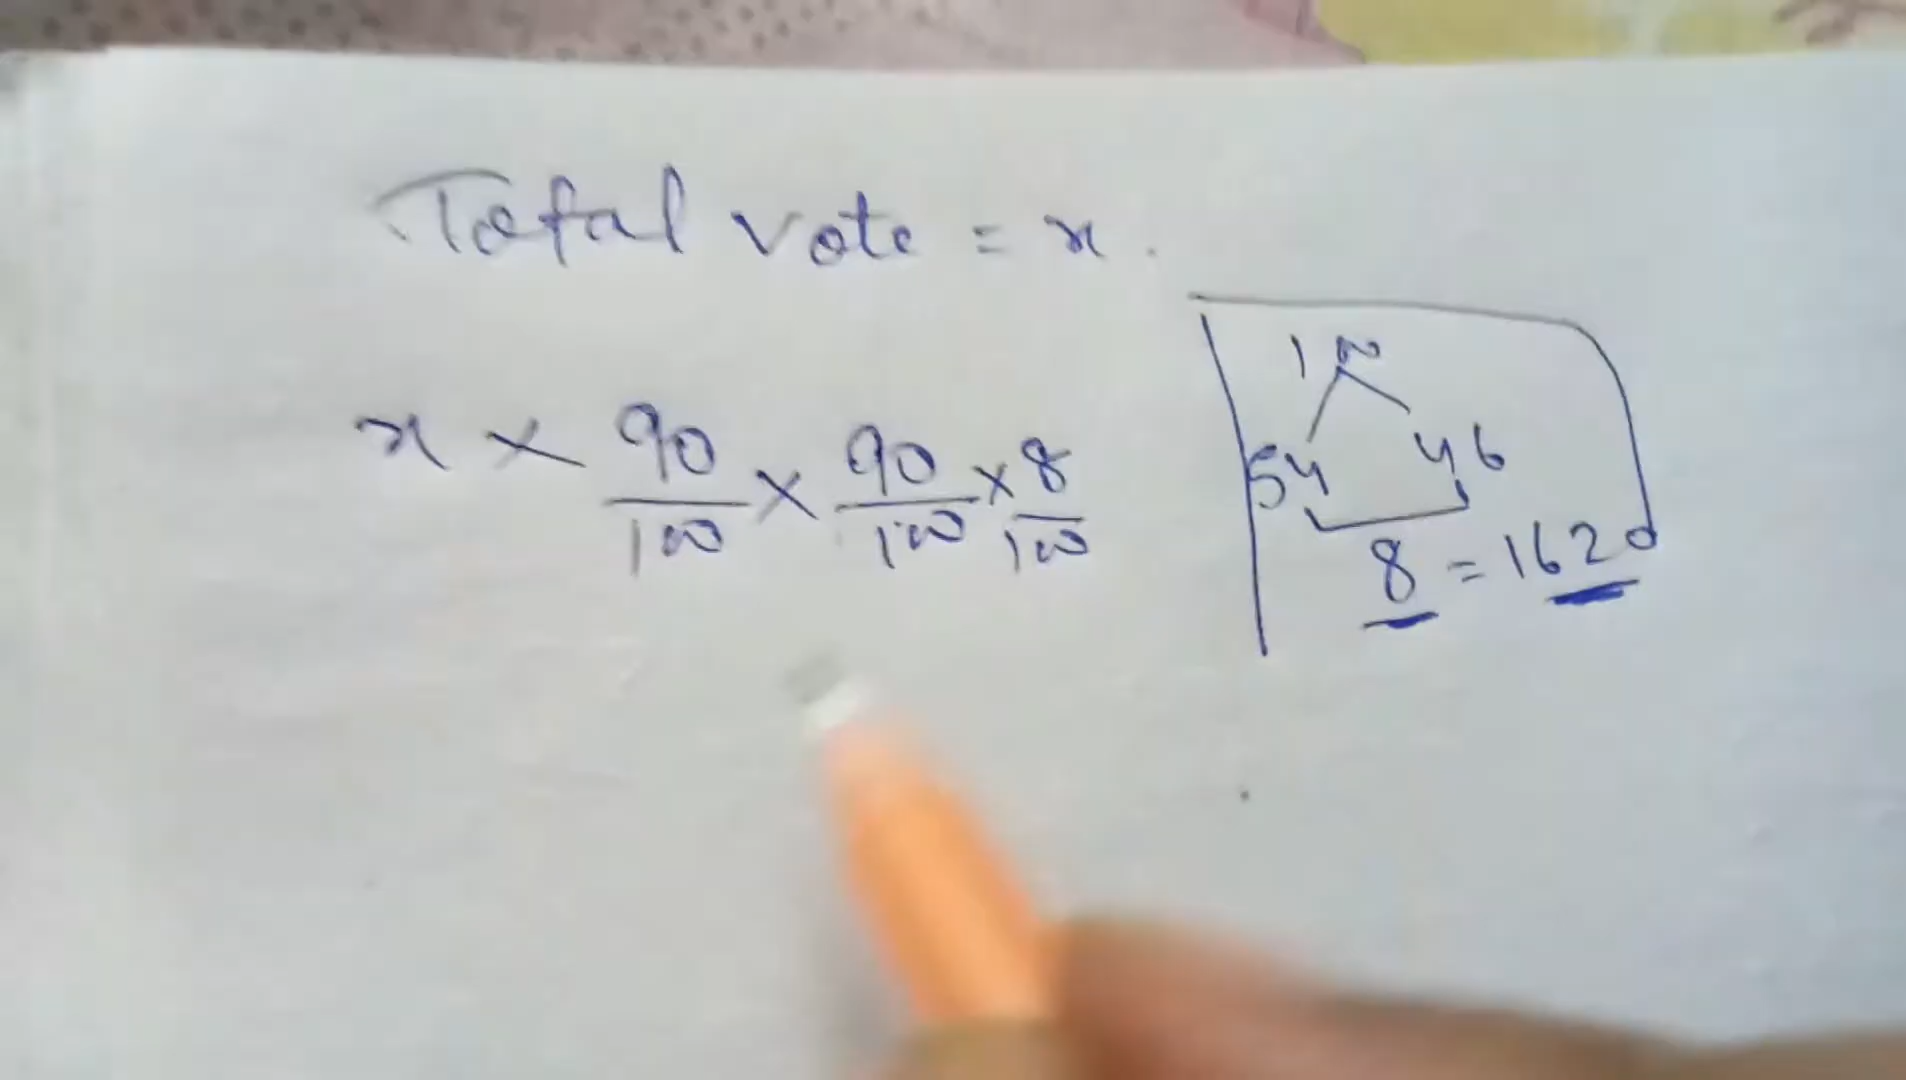 Total vote = x.
x × 90/100 × 90/100 × 8/100
100
54 46
8 = 1620